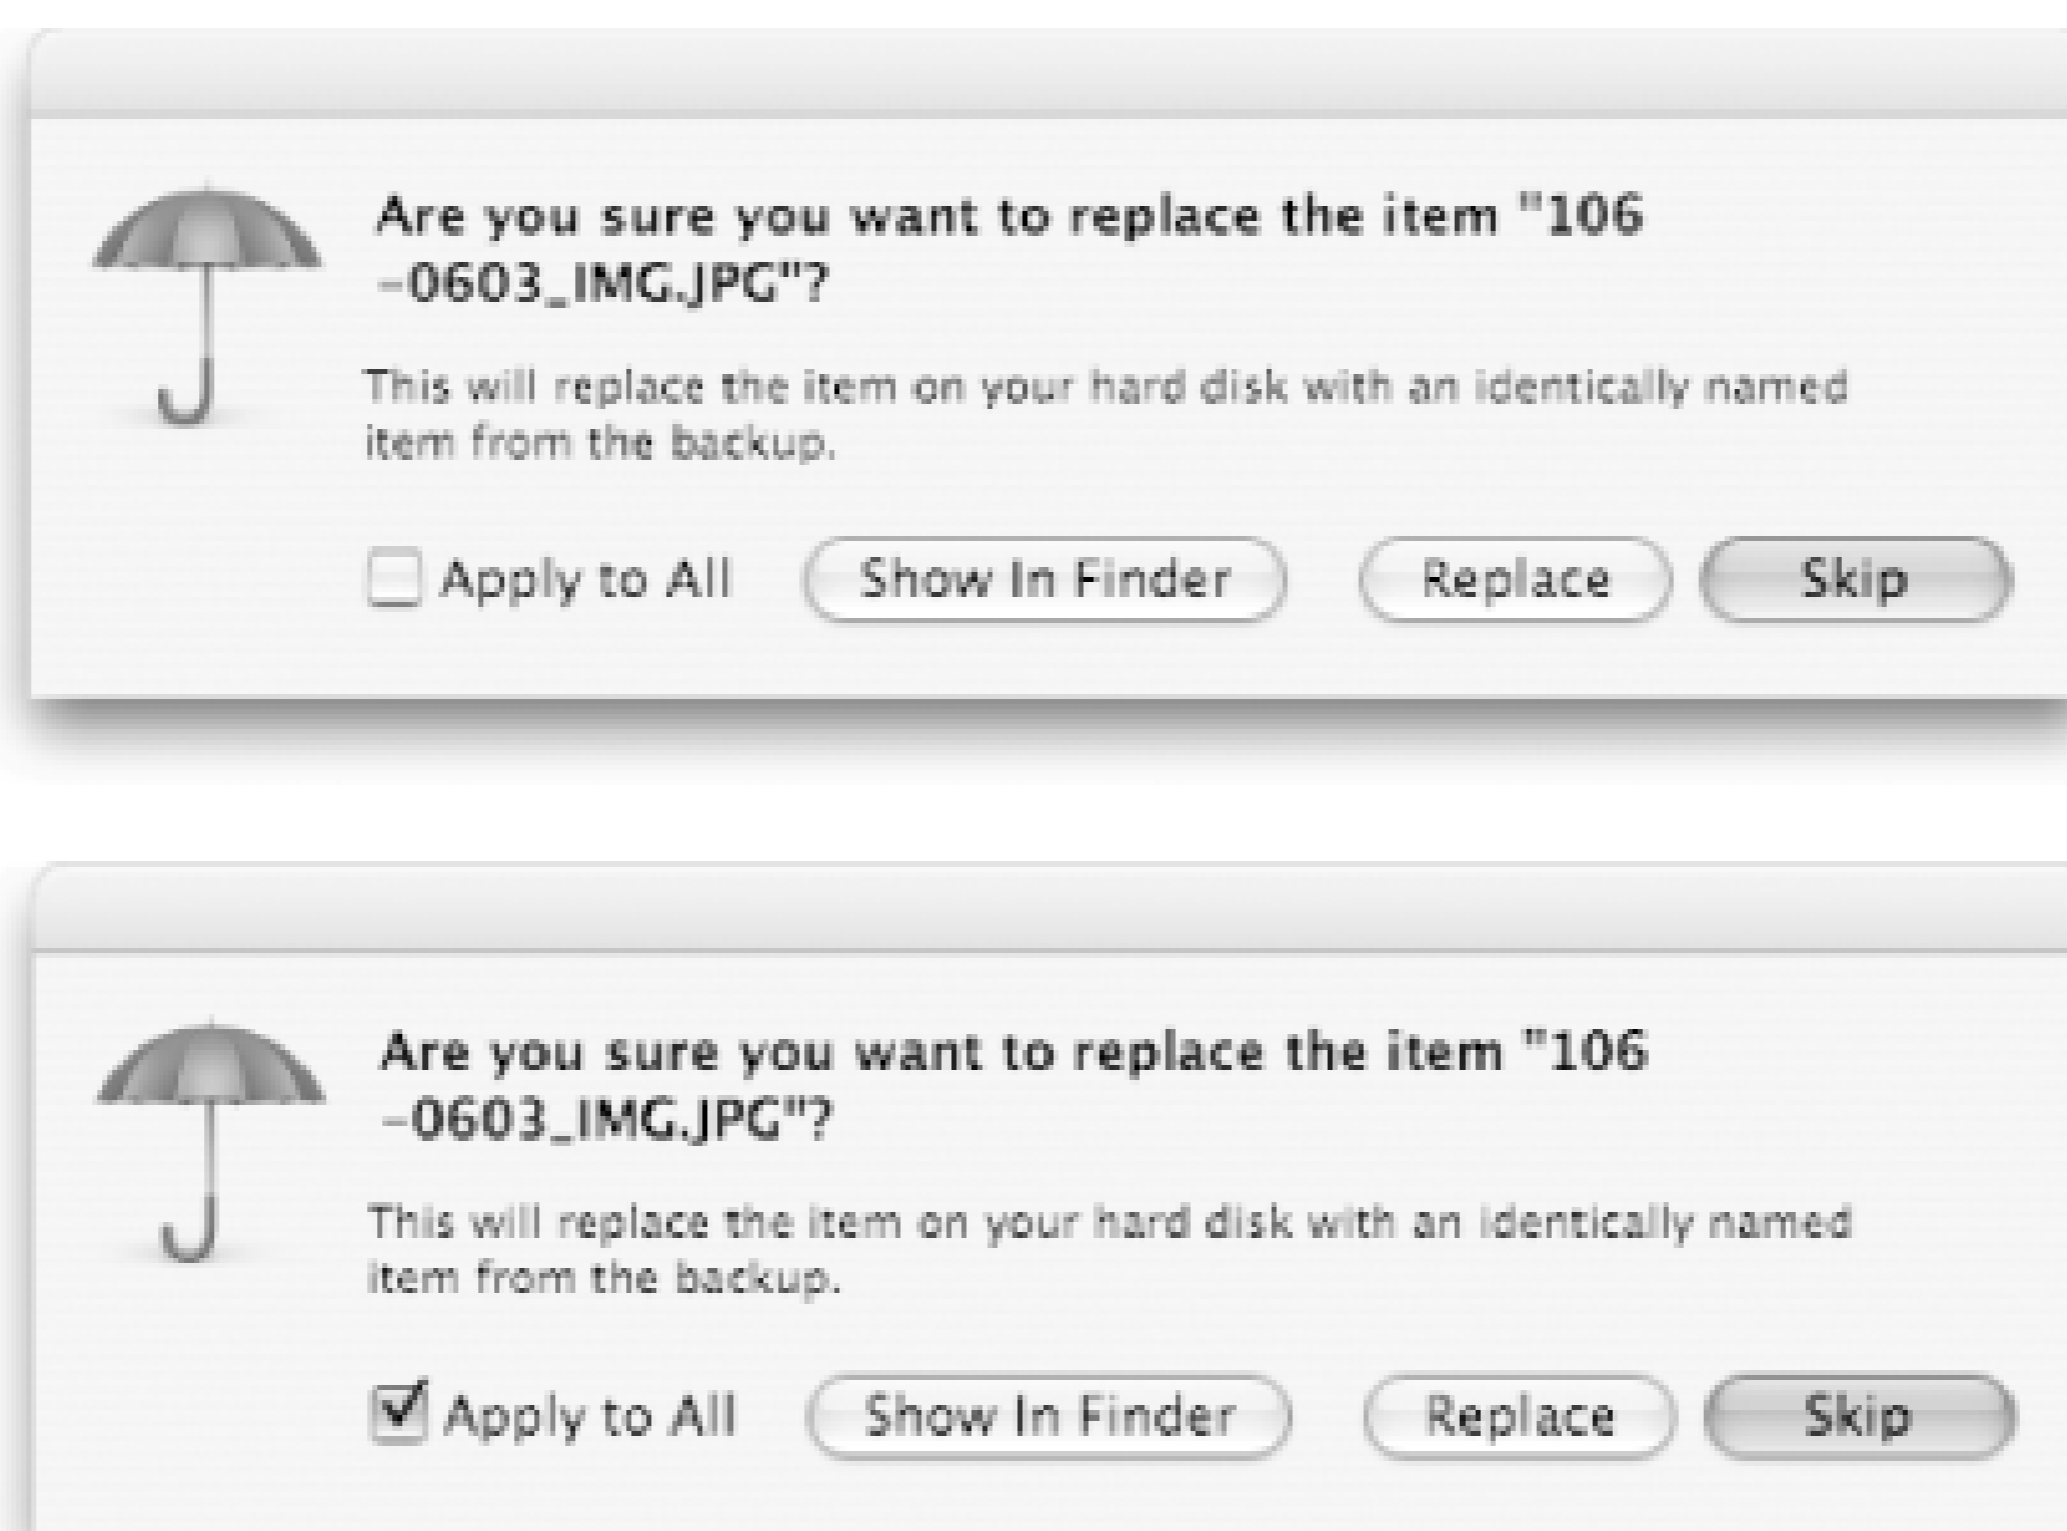 Are you sure you want to replace the item "106
-0603_IMG.JPG"?
This will replace the item on your hard disk with an identically named
item from the backup.
Apply to All Show In Finder Replace Skip
Are you sure you want to replace the item "106
-0603_IMG.JPG"?
This will replace the item on your hard disk with an identically named
item from the backup.
Apply to All Show In Finder Replace Skip